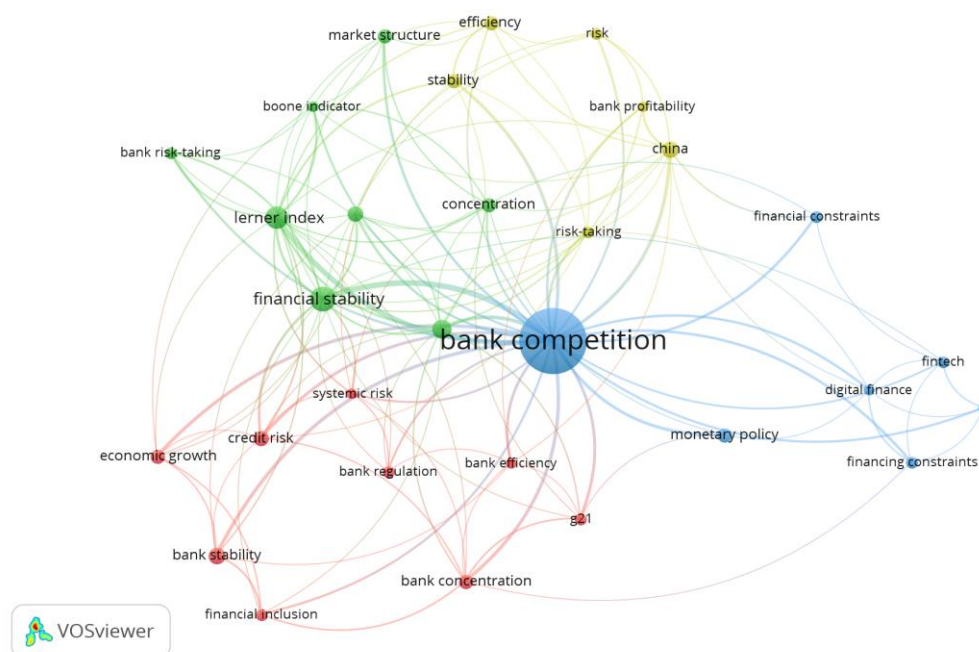 efficiency
market structure
risk
stability
boone indicator
bank profitability
bank risk-taking
china
concentration
lerner index
financial constraints
risk-taking
financial stability
bank competition
fintech
systemic risk
digital finance
credit risk
monetary policy
economic growth
bank regulation
bank efficiency
financing constraints
g21
bank stability
bank concentration
financial inclusion
VOSviewer